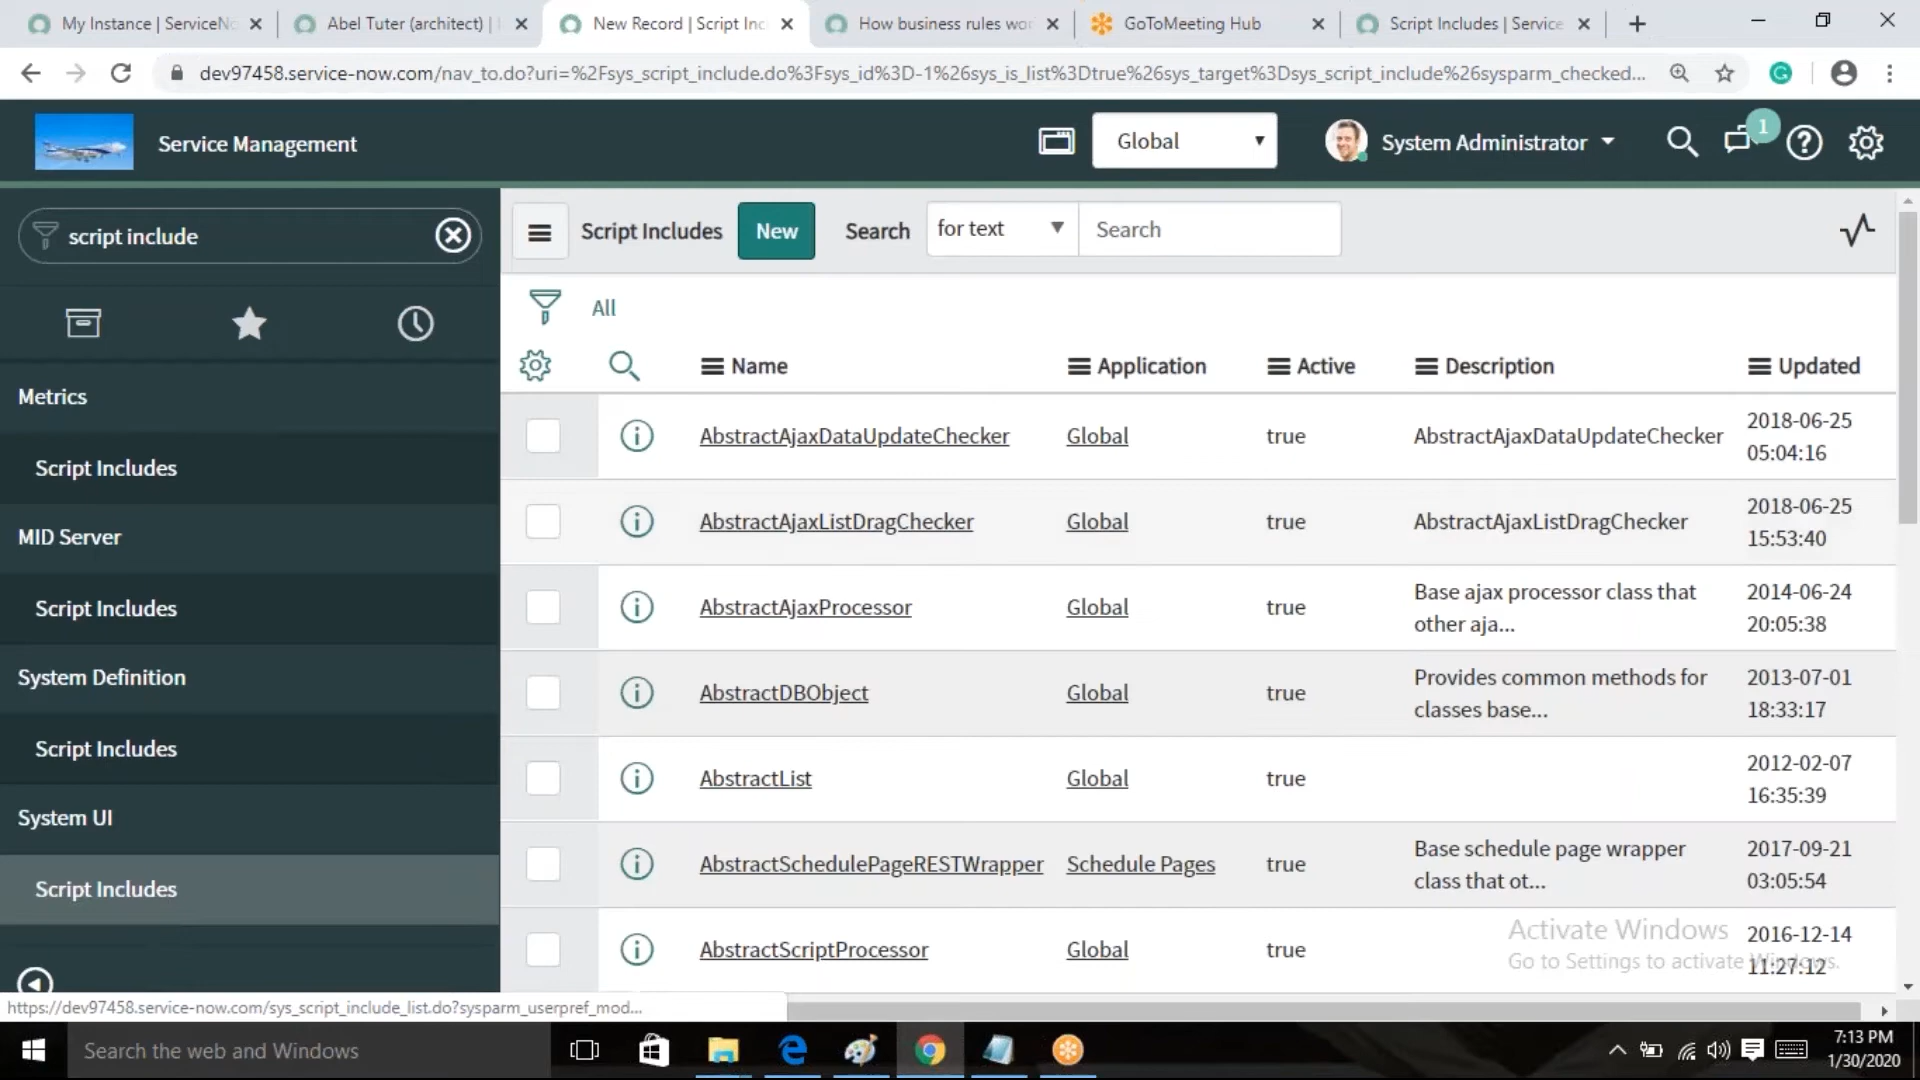 My Instance | ServiceNo
Abel Tuter (architect) |
New Record | Script Inc
How business rules wo
GoToMeeting Hub
Script Includes | Service
dev97458.service-now.com/nav_to.do?uri=%2Fsys_script_include.do%3Fsys_id%3D-1%26sys_is_list%3Dtrue%26sys_target%3Dsys_script_include%26sysparm_checked...
Service Management
Global
System Administrator
1
script include
Script Includes
New
Search
for text
Search
All
Name
Application
Active
Description
Updated
Metrics
Script Includes
MID Server
Script Includes
System Definition
Script Includes
System UI
Script Includes
AbstractAjaxDataUpdateChecker
Global
true
AbstractAjaxDataUpdateChecker
2018-06-25
05:04:16
AbstractAjaxListDragChecker
Global
true
AbstractAjaxListDragChecker
2018-06-25
15:53:40
AbstractAjaxProcessor
Global
true
Base ajax processor class that
other aja...
2014-06-24
20:05:38
AbstractDBObject
Global
true
Provides common methods for
classes base...
2013-07-01
18:33:17
AbstractList
Global
true
2012-02-07
16:35:39
AbstractSchedulePageRESTWrapper
Schedule Pages
true
Base schedule page wrapper
class that ot...
2017-09-21
03:05:54
AbstractScriptProcessor
Global
true
2016-12-14
11:27:12
Activate Windows
Go to Settings to activate Windows.
https://dev97458.service-now.com/sys_script_include_list.do?sysparm_userpref_mod...
Search the web and Windows
7:13 PM
1/30/2020